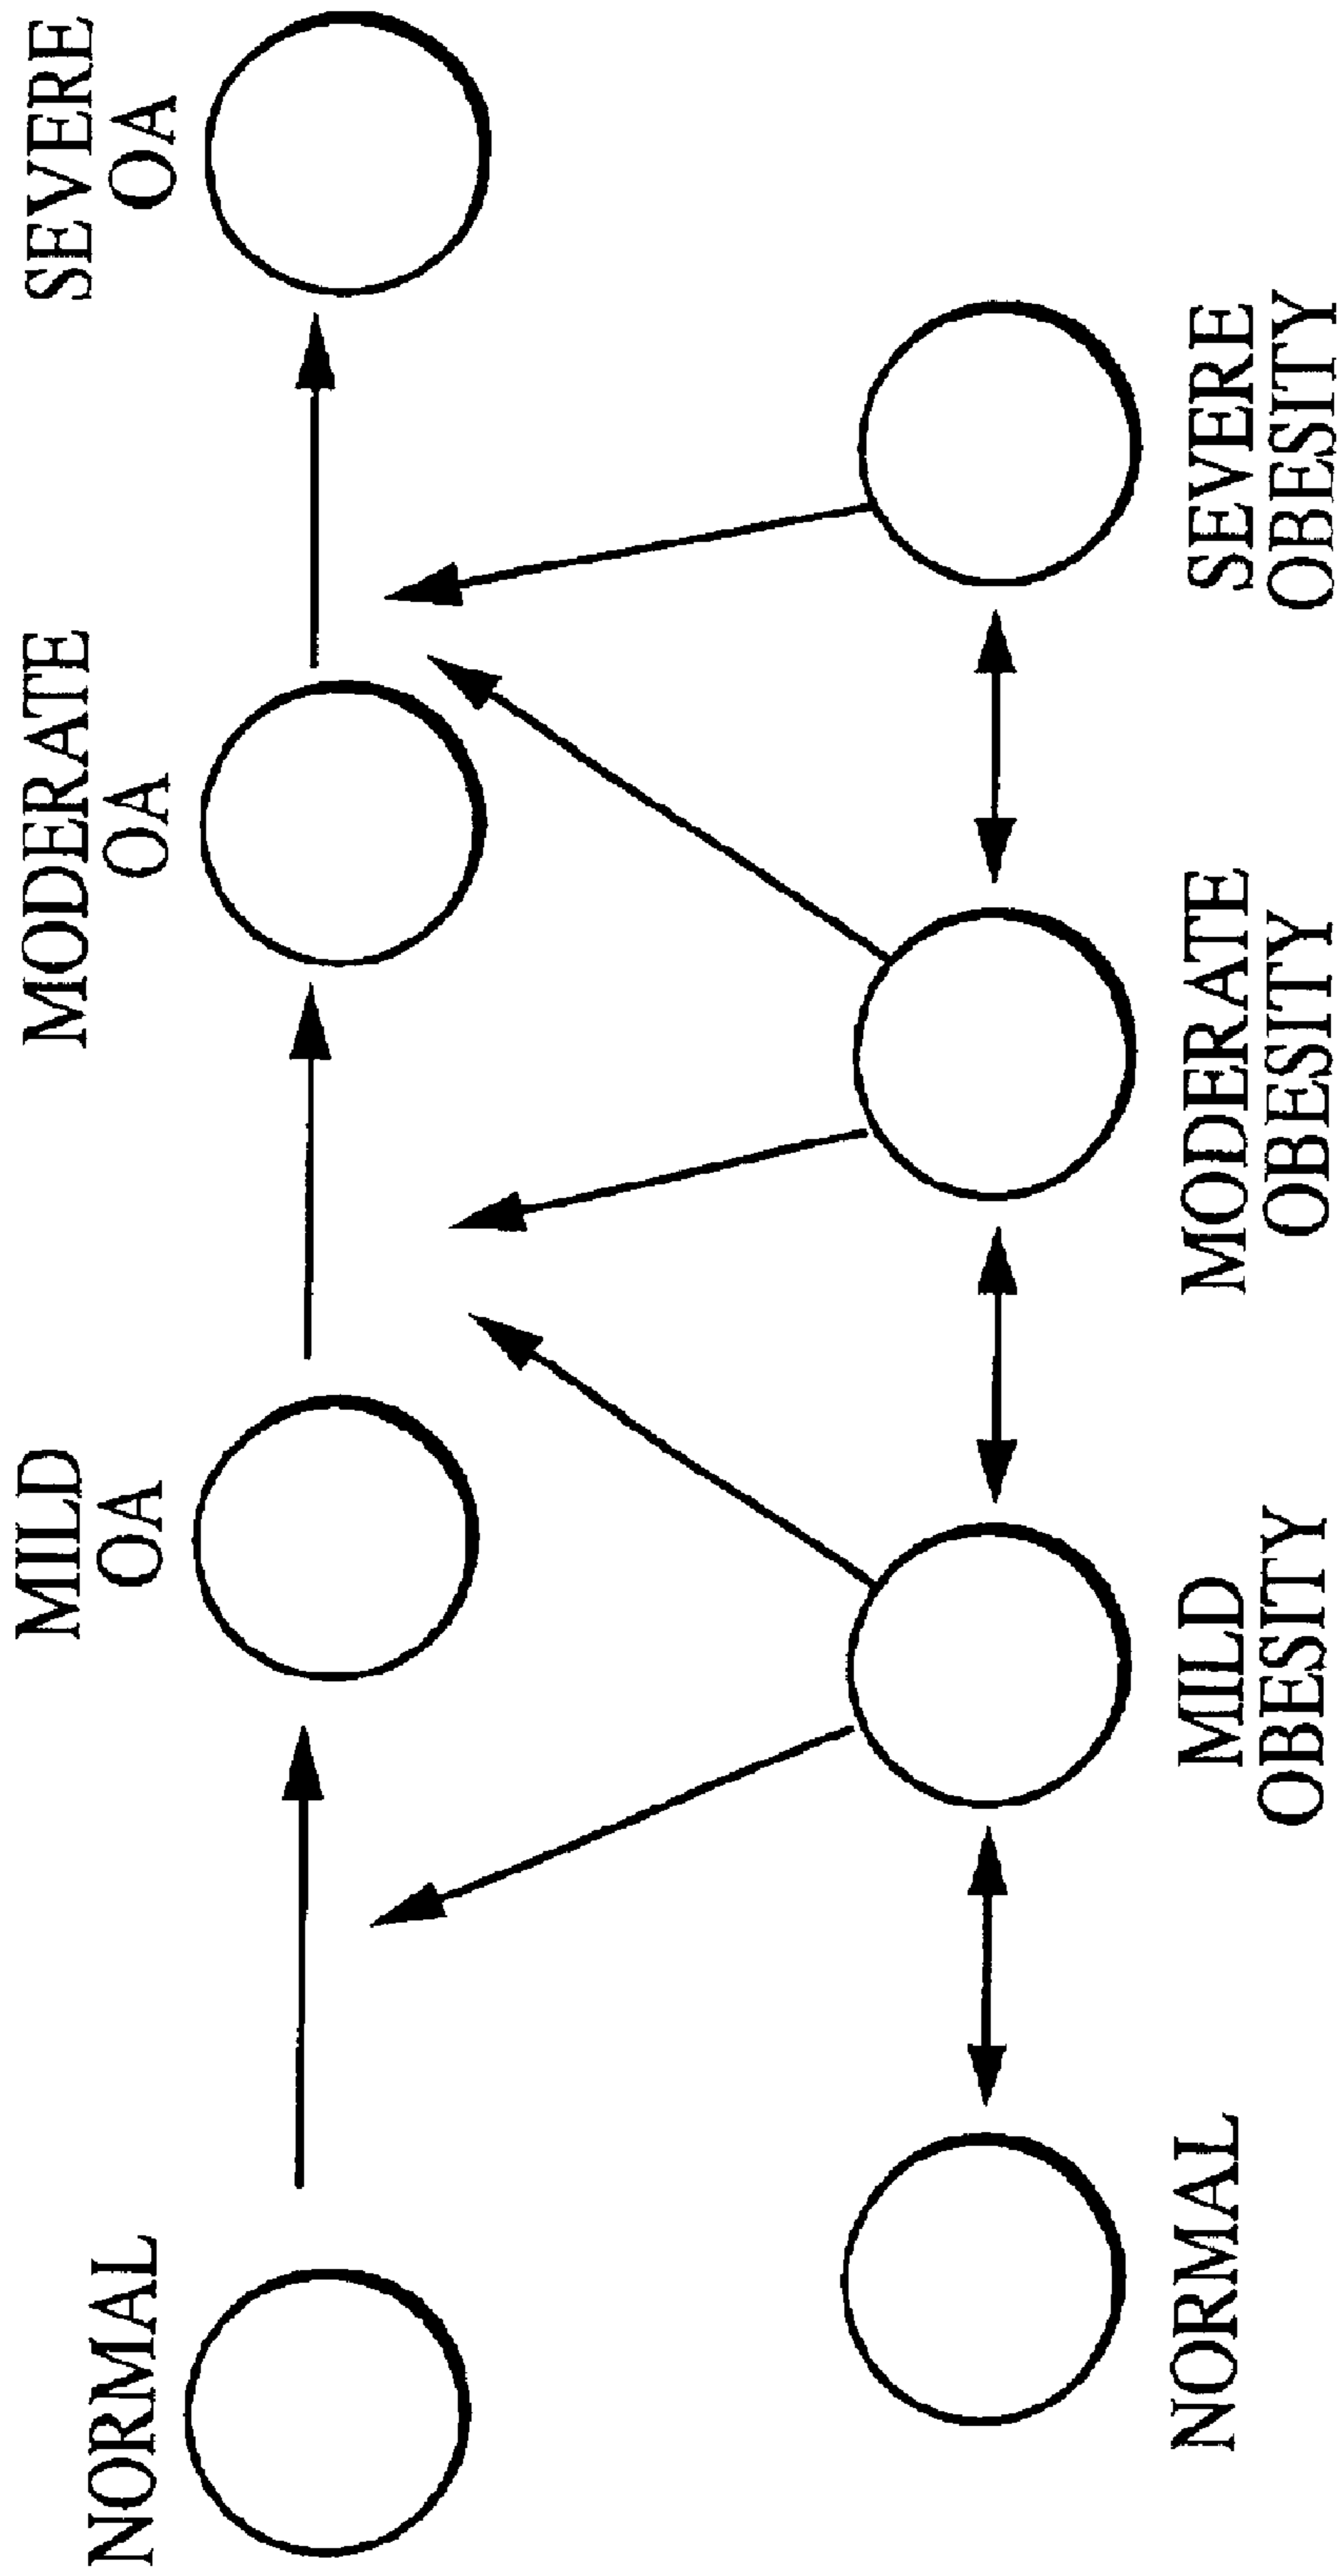 NORMAL
MILD
OA
MODERATE
OA
SEVERE
OA
NORMAL
MILD
OBESITY
MODERATE
OBESITY
SEVERE
OBESITY